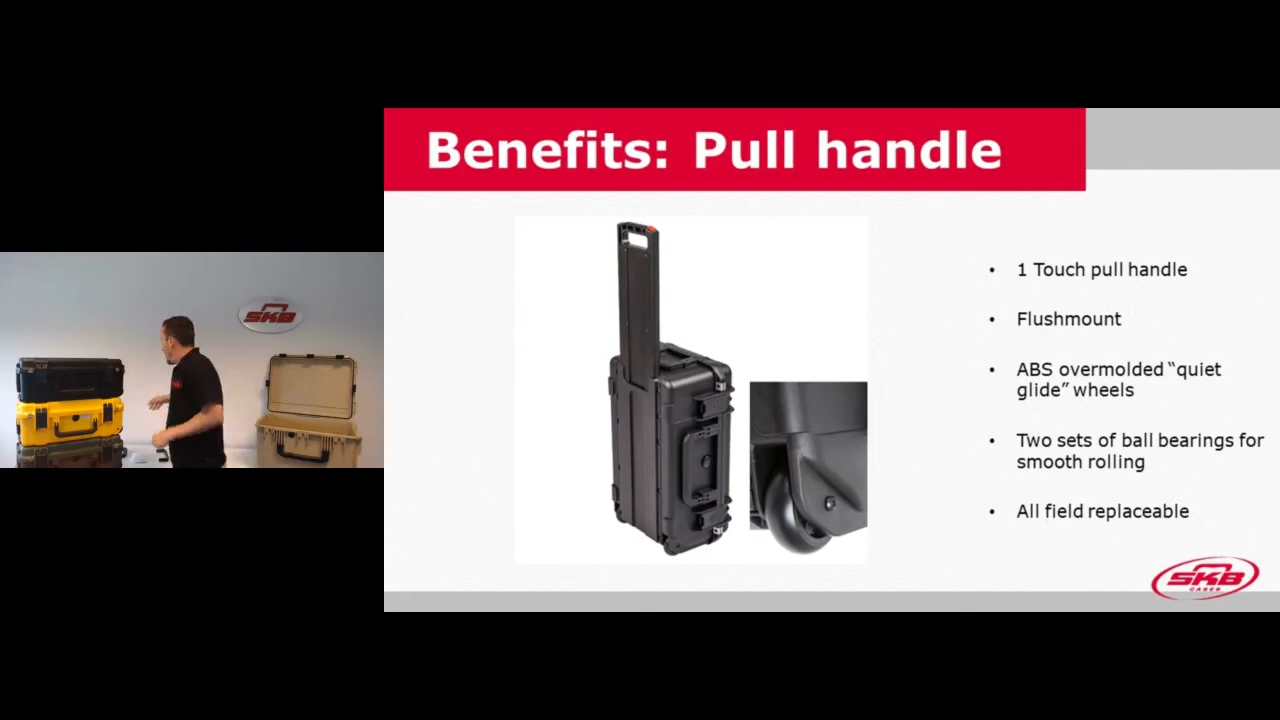 Benefits: Pull handle
SKB
• 1 Touch pull handle
• Flushmount
• ABS overmolded “quiet
glide” wheels
• Two sets of ball bearings for
smooth rolling
• All field replaceable
SKB
CASES